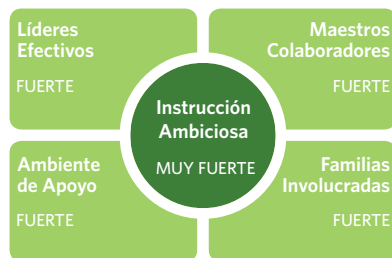 Líderes
Efectivos
FUERTE
Maestros
Colaboradores
FUERTE
Instrucción
Ambiciosa
MUY FUERTE
Ambiente
de Apoyo
FUERTE
Familias
Involucradas
FUERTE